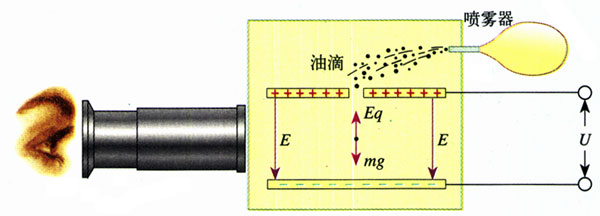 喷雾器
油滴
+ + + + + + + + + + + +
Eq
E
E
U
mg
- - - - - - - - - -